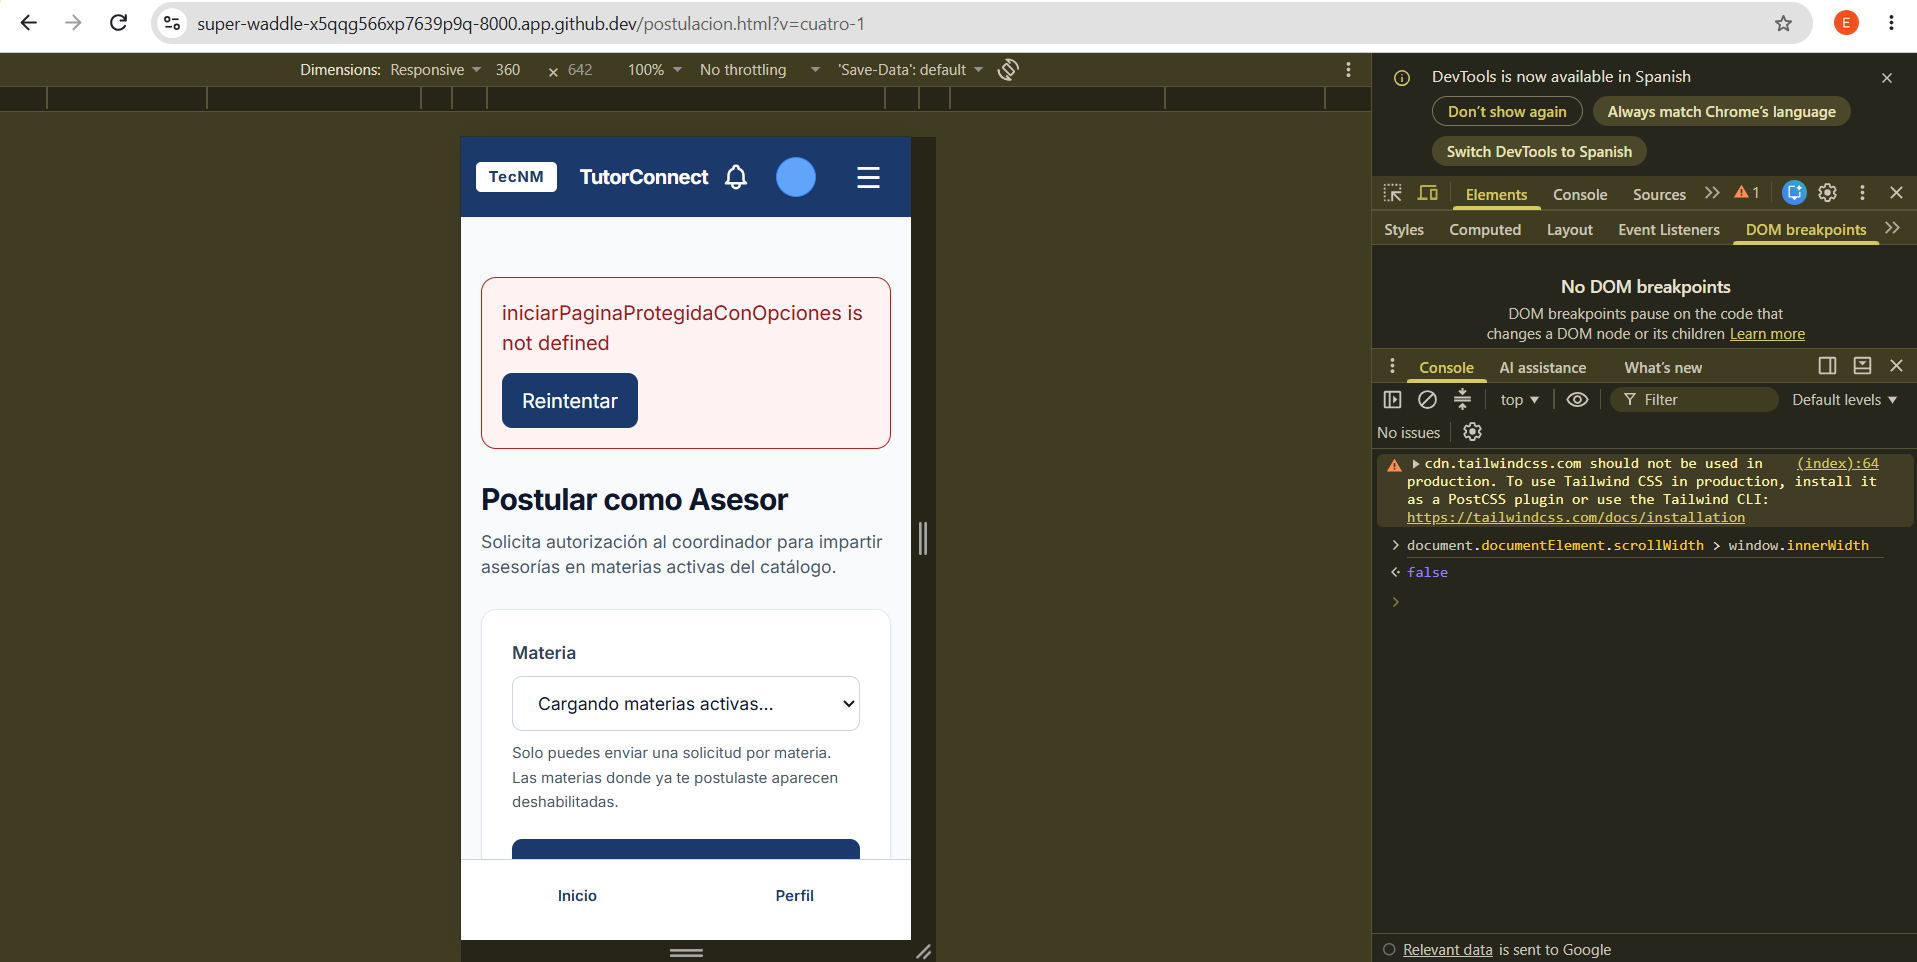 super-waddle-x5qqg566xp7639p9q-8000.app.github.dev/postulacion.html?v=cuatro-1
E
Dimensions: Responsive 360 × 642 100% No throttling 'Save-Data': default
TecNM TutorConnect
iniciarPaginaProtegidaConOpciones is
not defined
Reintentar
Postular como Asesor
Solicita autorización al coordinador para impartir
asesorías en materias activas del catálogo.
Materia
Cargando materias activas...
Solo puedes enviar una solicitud por materia.
Las materias donde ya te postulaste aparecen
deshabilitadas.
Inicio Perfil
DevTools is now available in Spanish
Don't show again Always match Chrome's language
Switch DevTools to Spanish
Elements Console Sources 1
Styles Computed Layout Event Listeners DOM breakpoints
No DOM breakpoints
DOM breakpoints pause on the code that
changes a DOM node or its children Learn more
Console AI assistance What's new
top Filter Default levels
No issues
cdn.tailwindcss.com should not be used in (index):64
production. To use Tailwind CSS in production, install it
as a PostCSS plugin or use the Tailwind CLI:
https://tailwindcss.com/docs/installation
document.documentElement.scrollWidth > window.innerWidth
false
Relevant data is sent to Google